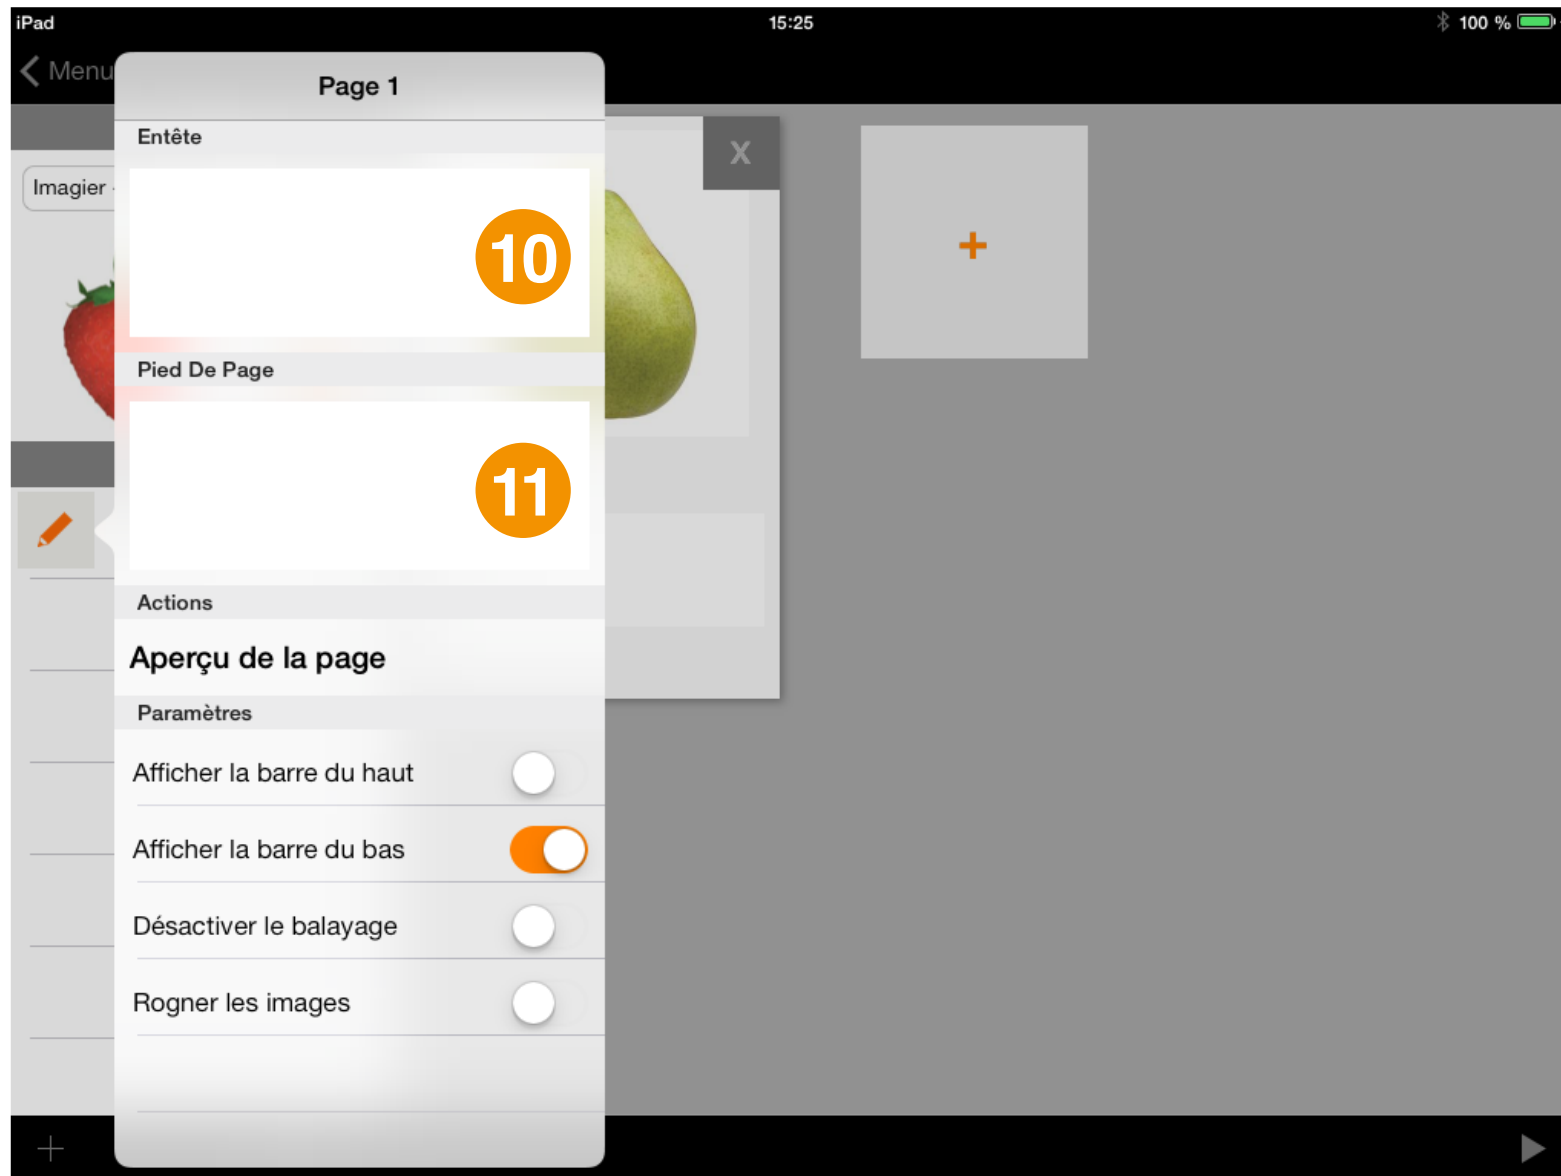 iPad 15:25 100 %
Menu
Page 1
Entête
X
Imagier
10
+
Pied De Page
11
Actions
Aperçu de la page
Paramètres
Afficher la barre du haut
Afficher la barre du bas
Désactiver le balayage
Rogner les images